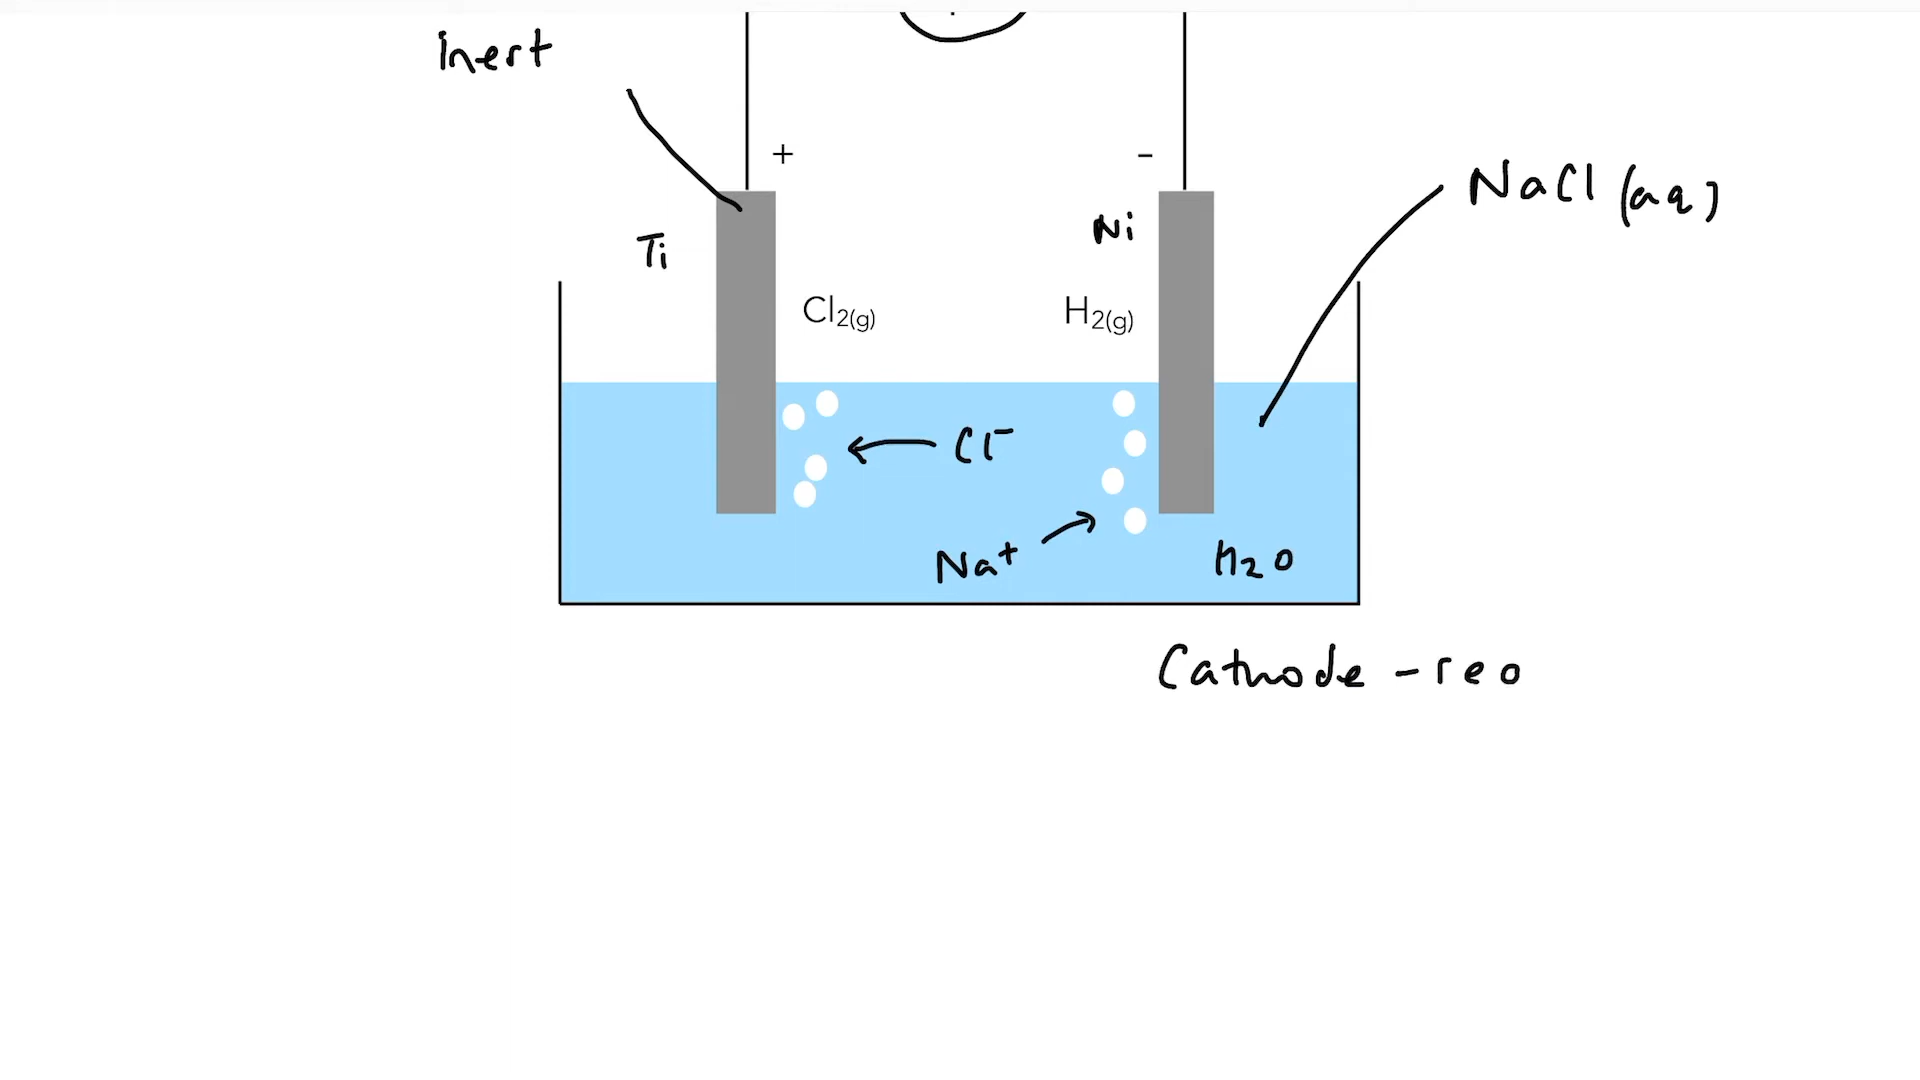 inert
+
-
NaCl (aq)
Ni
Ti
Cl₂(g)
H₂(g)
Cl⁻
Na⁺
H₂O
Cathode - reo